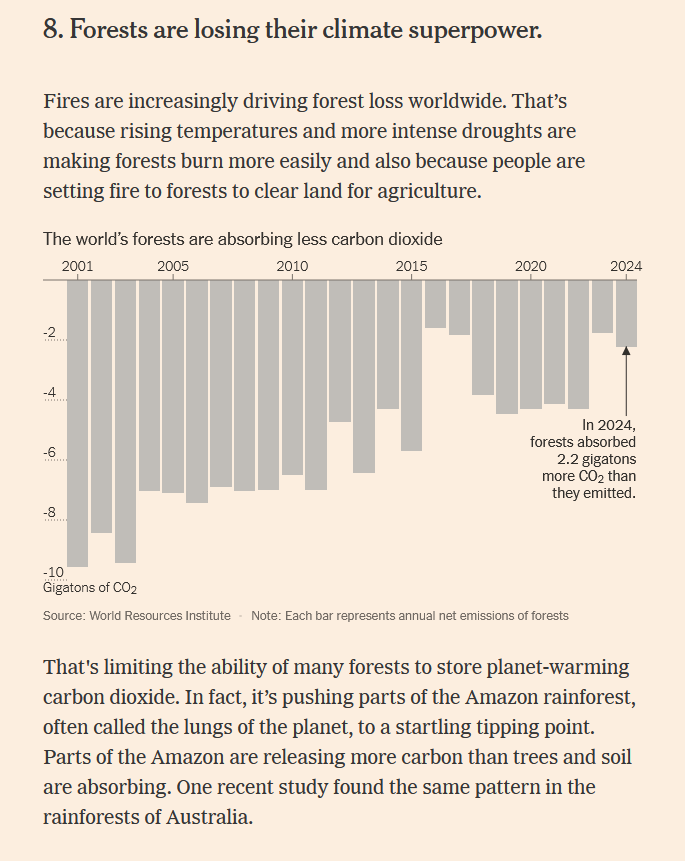 8. Forests are losing their climate superpower.
Fires are increasingly driving forest loss worldwide. That’s
because rising temperatures and more intense droughts are
making forests burn more easily and also because people are
setting fire to forests to clear land for agriculture.
The world’s forests are absorbing less carbon dioxide
2001 2005 2010 2015 2020 2024
-2
-4
-6
-8
-10
Gigatons of CO2
In 2024,
forests absorbed
2.2 gigatons
more CO2 than
they emitted.
Source: World Resources Institute · Note: Each bar represents annual net emissions of forests
That's limiting the ability of many forests to store planet-warming
carbon dioxide. In fact, it’s pushing parts of the Amazon rainforest,
often called the lungs of the planet, to a startling tipping point.
Parts of the Amazon are releasing more carbon than trees and soil
are absorbing. One recent study found the same pattern in the
rainforests of Australia.